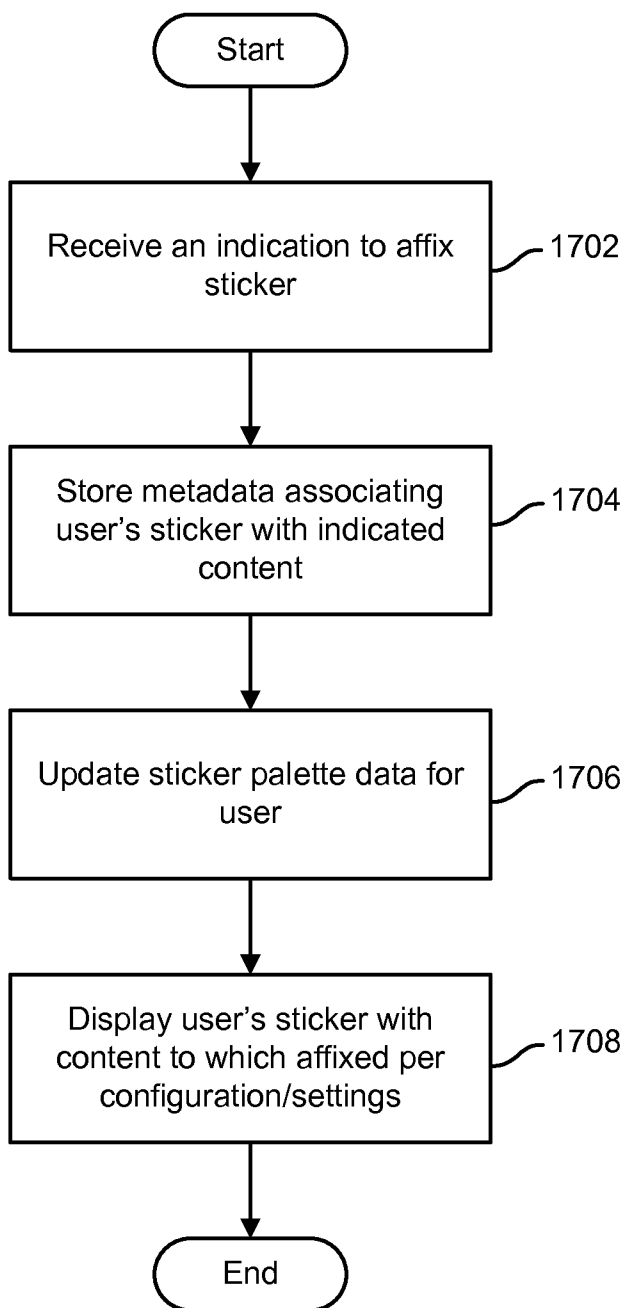 Start
Receive an indication to affix
sticker
1702
Store metadata associating
user's sticker with indicated
content
1704
Update sticker palette data for
user
1706
Display user's sticker with
content to which affixed per
configuration/settings
1708
End